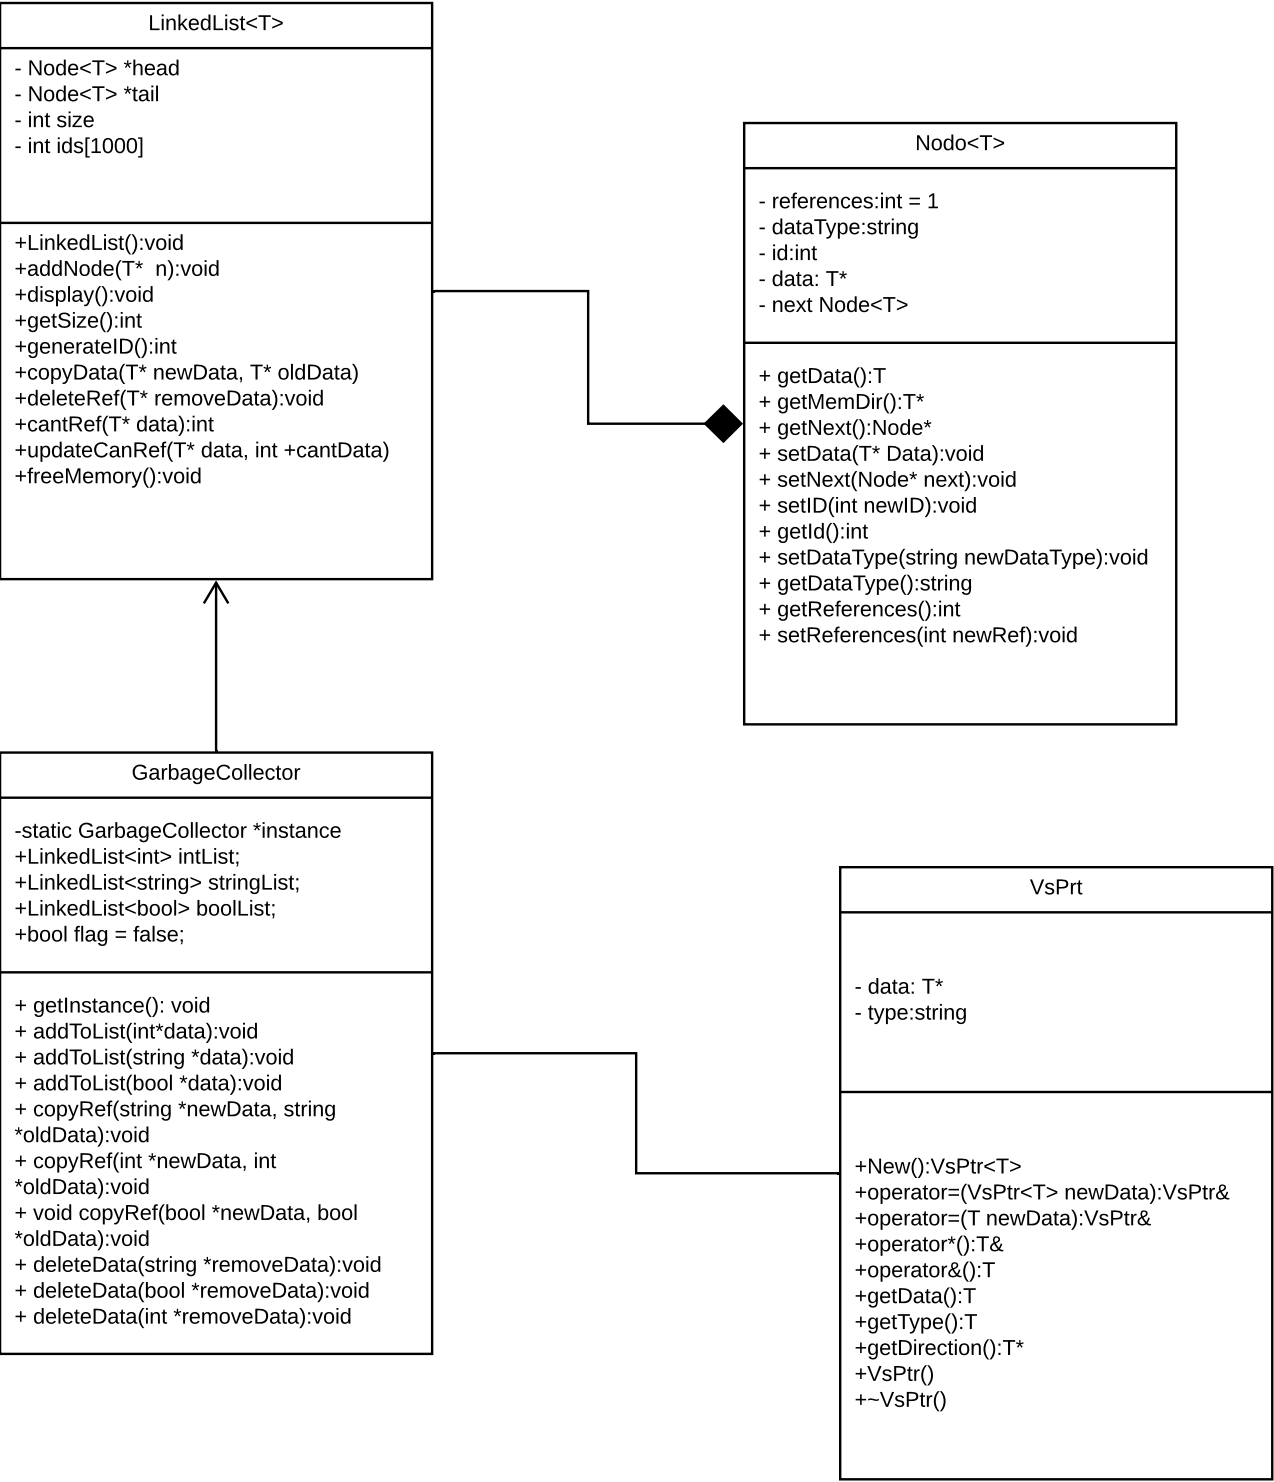 LinkedList<T>
- Node<T> *head
- Node<T> *tail
- int size
- int ids[1000]
+LinkedList():void
+addNode(T*  n):void
+display():void
+getSize():int
+generateID():int
+copyData(T* newData, T* oldData)
+deleteRef(T* removeData):void
+cantRef(T* data):int
+updateCanRef(T* data, int +cantData)
+freeMemory():void
Nodo<T>
- references:int = 1
- dataType:string
- id:int
- data: T*
- next Node<T>
+ getData():T
+ getMemDir():T*
+ getNext():Node*
+ setData(T* Data):void
+ setNext(Node* next):void
+ setID(int newID):void
+ getId():int
+ setDataType(string newDataType):void
+ getDataType():string
+ getReferences():int
+ setReferences(int newRef):void
GarbageCollector
-static GarbageCollector *instance
+LinkedList<int> intList;
+LinkedList<string> stringList;
+LinkedList<bool> boolList;
+bool flag = false;
+ getInstance(): void
+ addToList(int*data):void
+ addToList(string *data):void
+ addToList(bool *data):void
+ copyRef(string *newData, string
*oldData):void
+ copyRef(int *newData, int
*oldData):void
+ void copyRef(bool *newData, bool
*oldData):void
+ deleteData(string *removeData):void
+ deleteData(bool *removeData):void
+ deleteData(int *removeData):void
VsPrt
- data: T*
- type:string
+New():VsPtr<T>
+operator=(VsPtr<T> newData):VsPtr&
+operator=(T newData):VsPtr&
+operator*():T&
+operator&():T
+getData():T
+getType():T
+getDirection():T*
+VsPtr()
+~VsPtr()